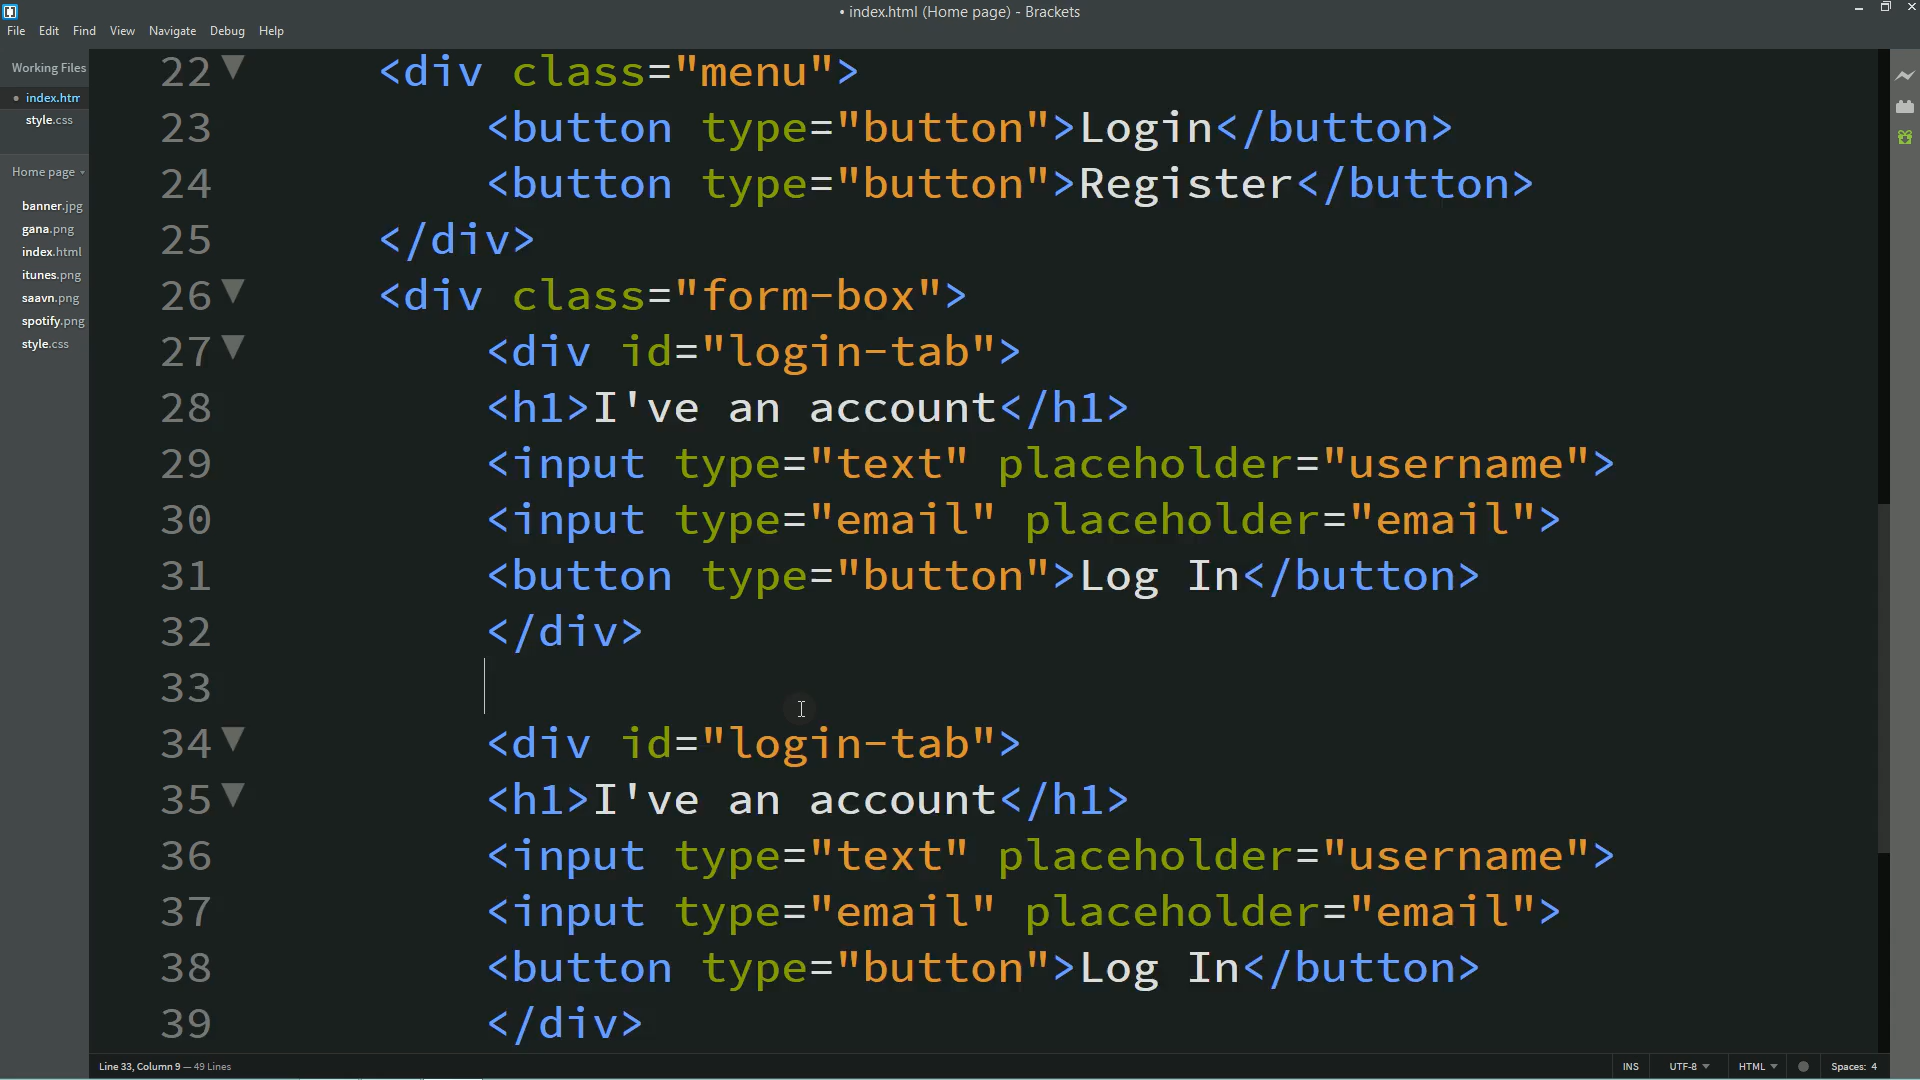 • index.html (Home page) - Brackets
File Edit Find View Navigate Debug Help
Working Files
• index.htm
style.css
Home page
banner.jpg
gana.png
index.html
itunes.png
saavn.png
spotify.png
style.css
22 <div class="menu">
23 <button type="button">Login</button>
24 <button type="button">Register</button>
25 </div>
26 <div class="form-box">
27 <div id="login-tab">
28 <h1>I've an account</h1>
29 <input type="text" placeholder="username">
30 <input type="email" placeholder="email">
31 <button type="button">Log In</button>
32 </div>
33
34 <div id="login-tab">
35 <h1>I've an account</h1>
36 <input type="text" placeholder="username">
37 <input type="email" placeholder="email">
38 <button type="button">Log In</button>
39 </div>
Line 33, Column 9 — 49 Lines
INS UTF-8 HTML Spaces: 4